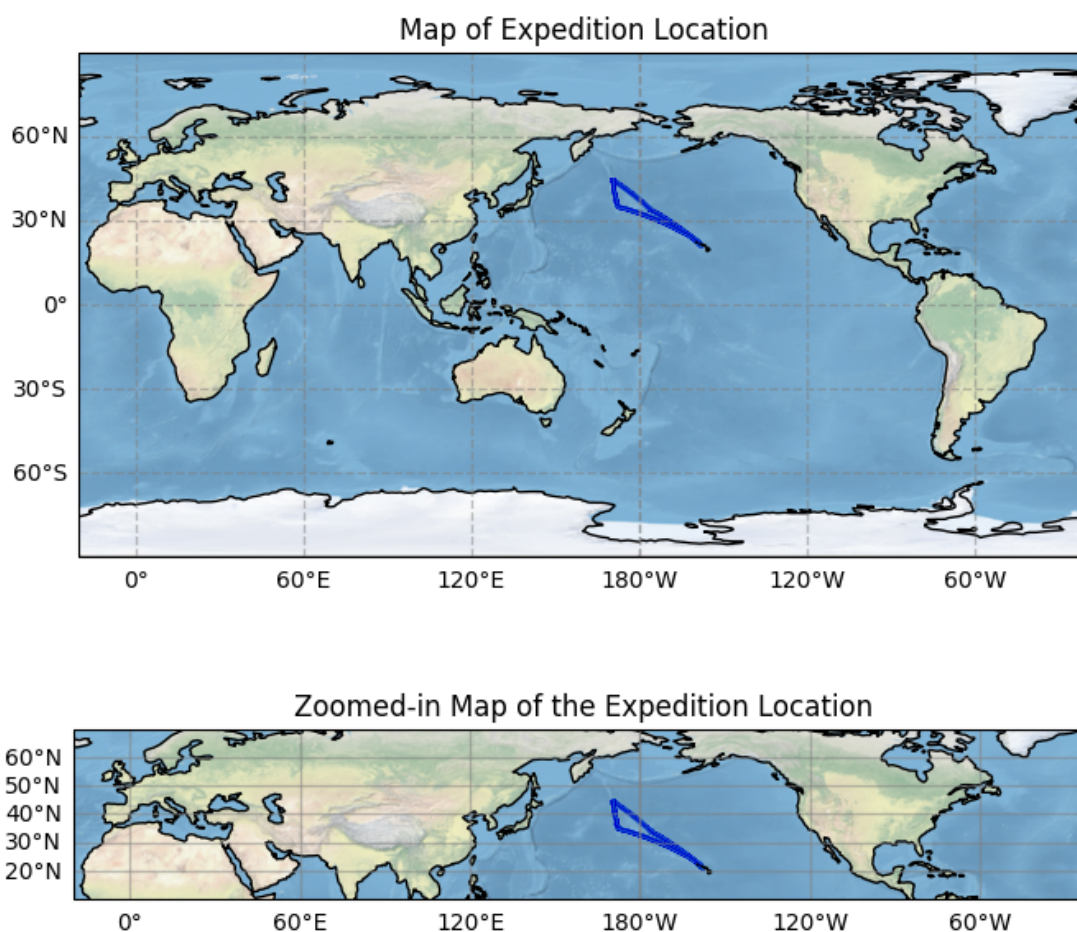 Map of Expedition Location
60°N
30°N
0°
30°S
60°S
0° 60°E 120°E 180°W 120°W 60°W
Zoomed-in Map of the Expedition Location
60°N
50°N
40°N
30°N
20°N
0° 60°E 120°E 180°W 120°W 60°W